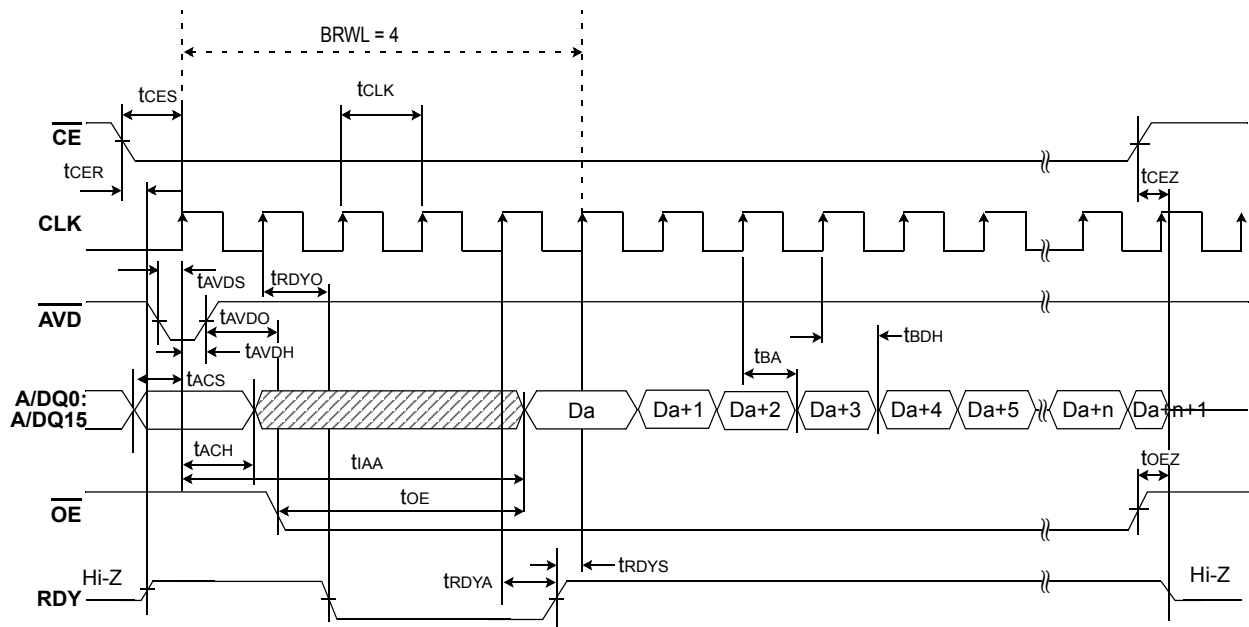 BRWL = 4
tCES
tCLK
CE
tCER
tCEZ
CLK
tAVDS
tRDYO
AVD
tAVDO
tAVDH
tBDH
tBA
tACS
A/DQ0:
A/DQ15
Da
Da+1
Da+2
Da+3
Da+4
Da+5
Da+n
Da+n+1
tACH
tIAA
tOEZ
tOE
OE
Hi-Z
tRDYA
tRDYS
Hi-Z
RDY